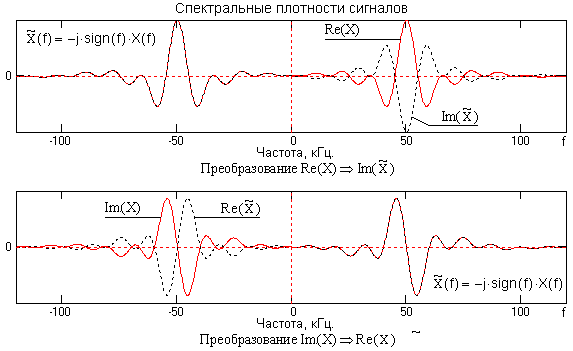 Спектральные плотности сигналов
X̃(f) = −j·sign(f)·X(f)
Re(X)
0
Im(X̃)
-100 -50 0 50 100 f
Частота, кГц.
Преобразование Re(X) ⇒ Im(X̃)
Im(X) Re(X̃)
0
X̃(f) = −j·sign(f)·X(f)
-100 -50 0 50 100 f
Частота, кГц.
Преобразование Im(X) ⇒ Re(X) ~